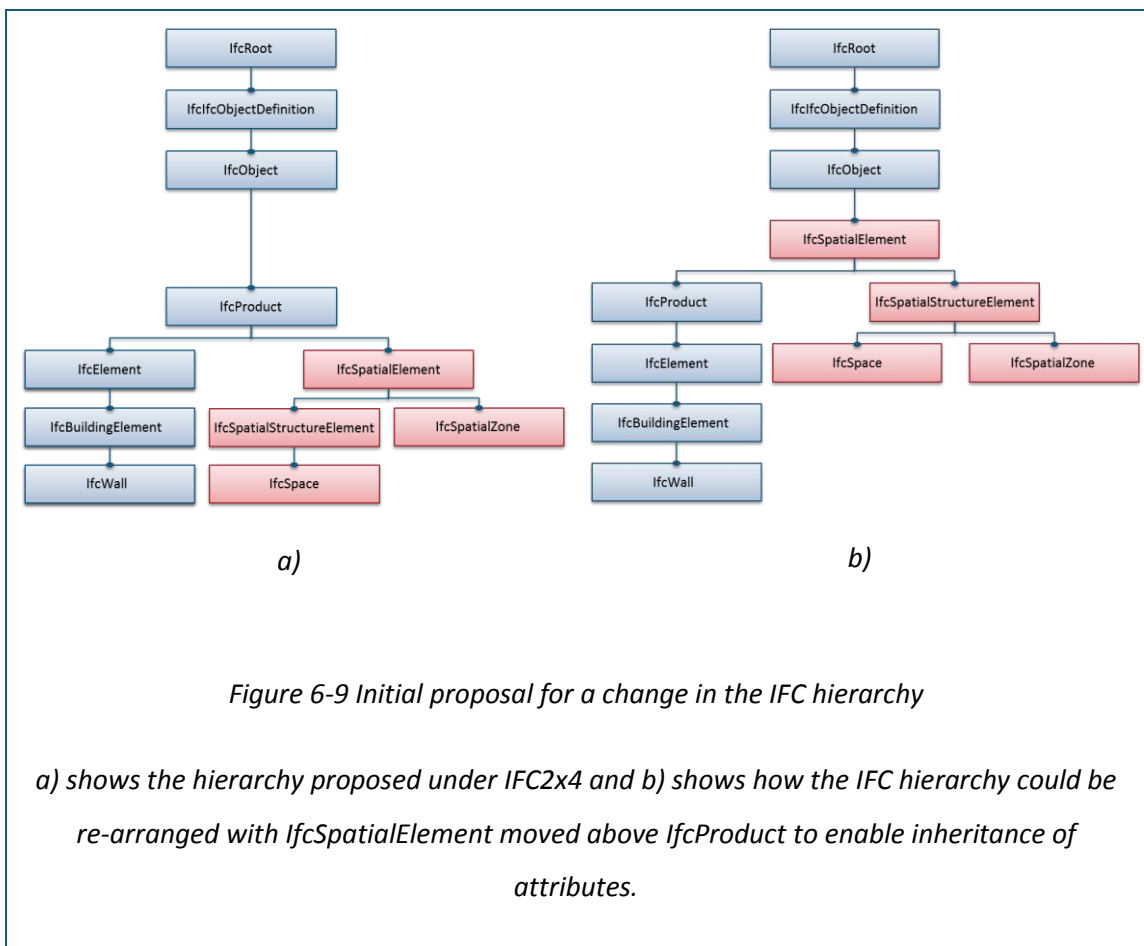 IfcRoot
IfcIfcObjectDefinition
IfcObject
IfcProduct
IfcElement
IfcSpatialElement
IfcBuildingElement
IfcSpatialStructureElement
IfcSpatialZone
IfcWall
IfcSpace
a)
IfcRoot
IfcIfcObjectDefinition
IfcObject
IfcSpatialElement
IfcProduct
IfcSpatialStructureElement
IfcElement
IfcSpace
IfcSpatialZone
IfcBuildingElement
IfcWall
b)
Figure 6-9 Initial proposal for a change in the IFC hierarchy
a) shows the hierarchy proposed under IFC2x4 and b) shows how the IFC hierarchy could be
re-arranged with IfcSpatialElement moved above IfcProduct to enable inheritance of
attributes.